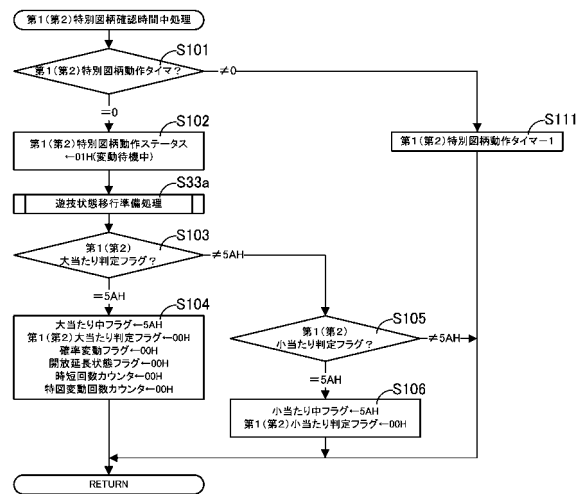 第1(第2)特別図柄確認時間中処理
S101
第1(第2)特別図柄動作タイマ?
≠0
=0
S102
第1(第2)特別図柄動作ステータス
←01H(変動待機中)
S111
第1(第2)特別図柄動作タイマ-1
S33a
遊技状態移行準備処理
S103
第1(第2)
大当たり判定フラグ?
≠5AH
=5AH
S104
大当たり中フラグ←5AH
第1(第2)大当たり判定フラグ←00H
確率変動フラグ←00H
開放延長状態フラグ←00H
時短回数カウンタ←00H
特図変動回数カウンタ←00H
S105
第1(第2)
小当たり判定フラグ?
≠5AH
=5AH
S106
小当たり中フラグ←5AH
第1(第2)小当たり判定フラグ←00H
RETURN